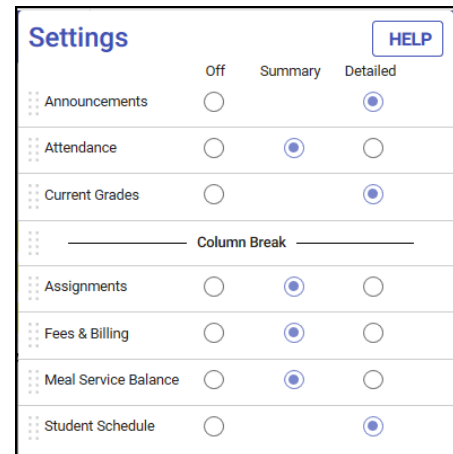 Settings HELP
Off Summary Detailed
Announcements
Attendance
Current Grades
Column Break
Assignments
Fees & Billing
Meal Service Balance
Student Schedule